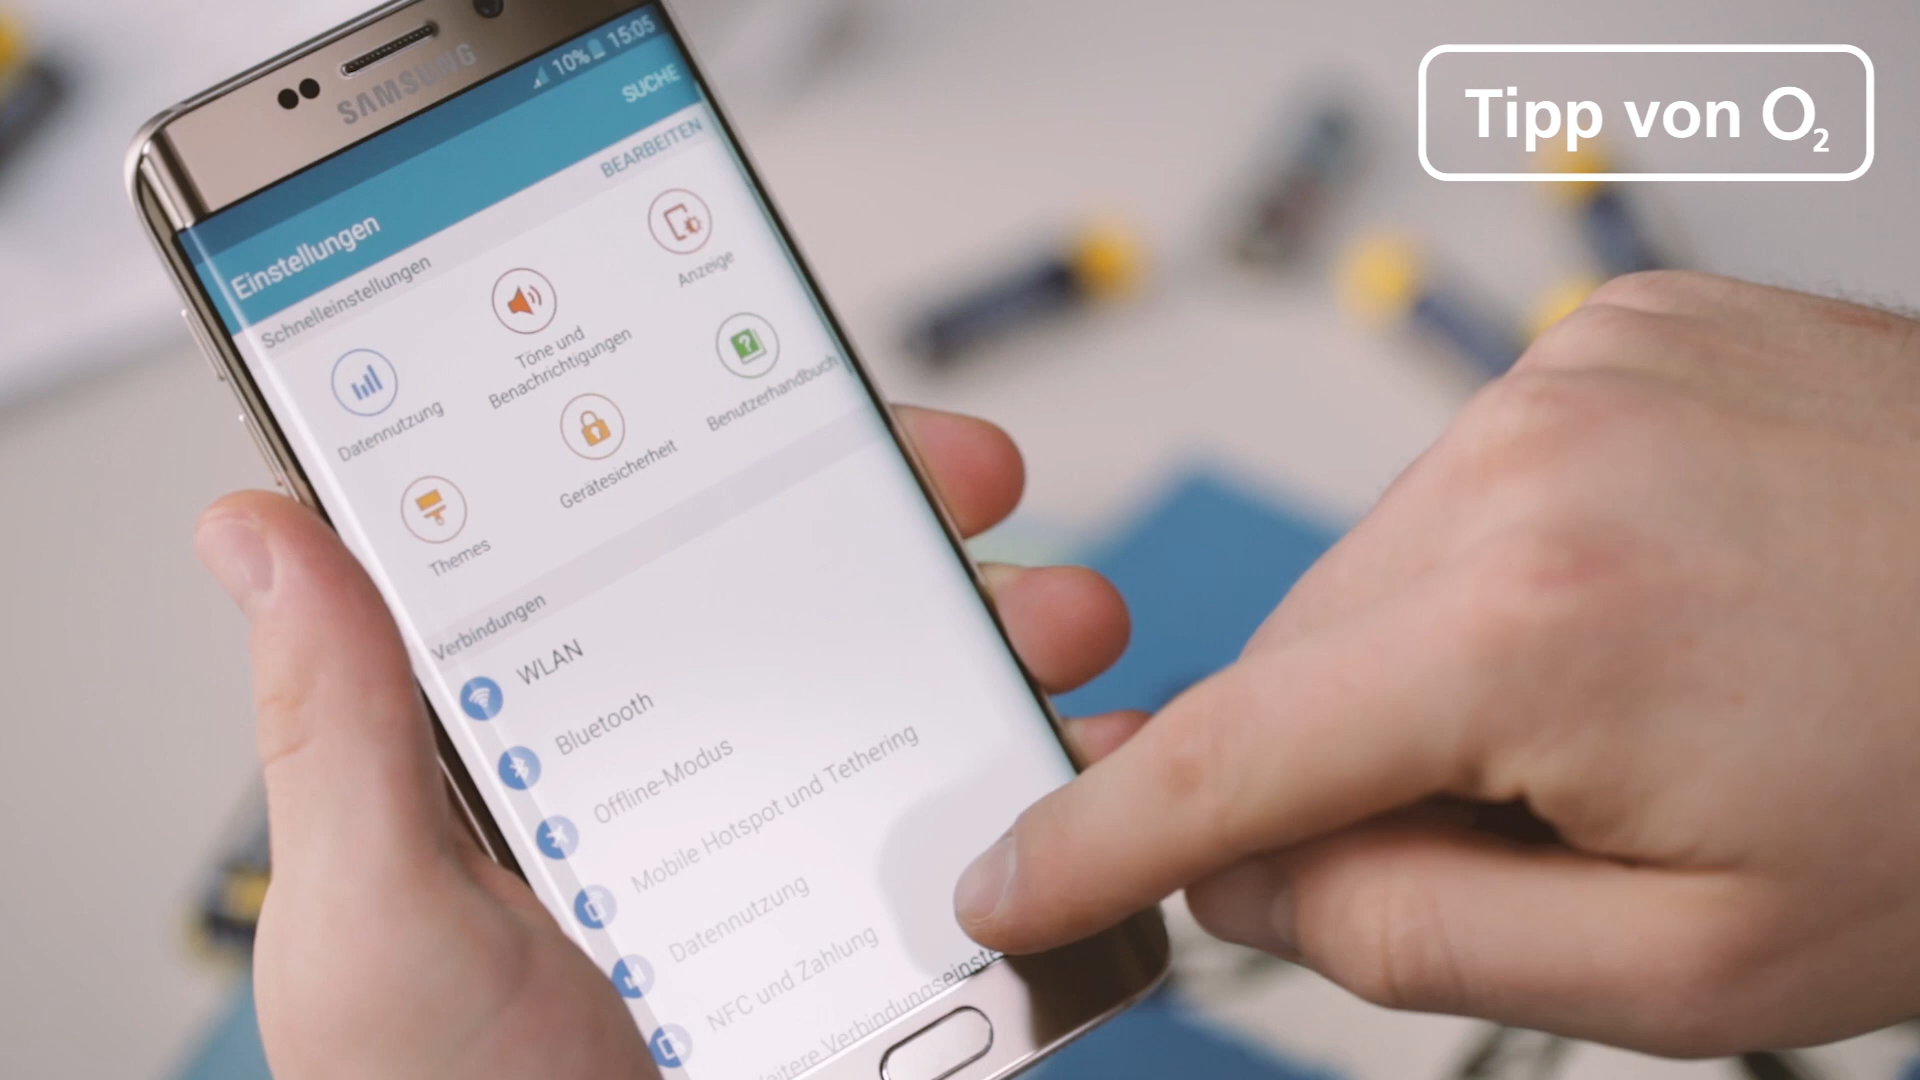 Tipp von O2
SAMSUNG
10% 15:05
SUCHE
Einstellungen
BEARBEITEN
Schnelleinstellungen
Datennutzung
Töne und
Benachrichtigungen
Anzeige
Themes
Gerätesicherheit
Benutzerhandbuch
Verbindungen
WLAN
Bluetooth
Offline-Modus
Mobile Hotspot und Tethering
Datennutzung
NFC und Zahlung